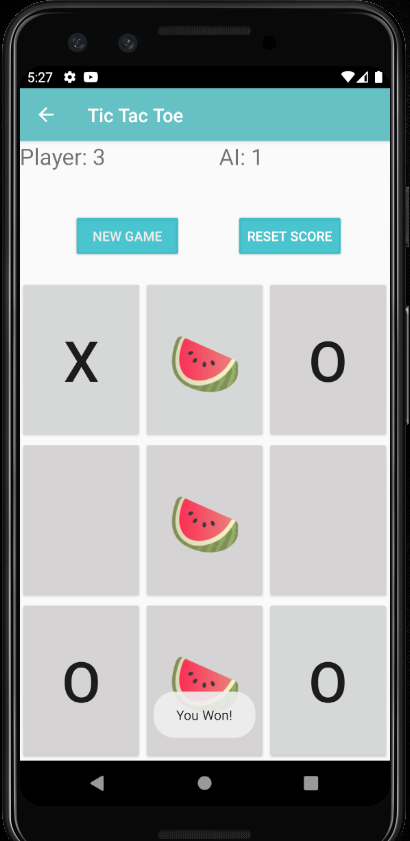 5:27
Tic Tac Toe
Player: 3 AI: 1
NEW GAME RESET SCORE
X O
O O
You Won!